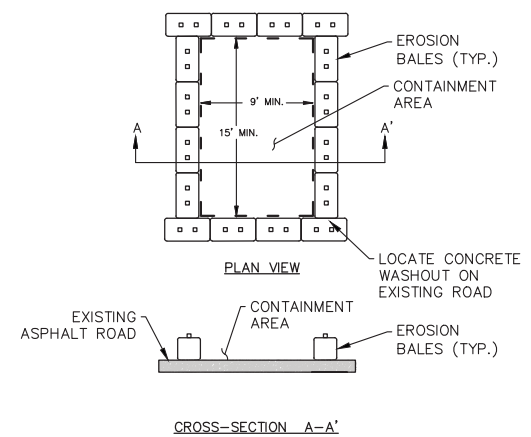 EROSION
BALES (TYP.)
CONTAINMENT
AREA
9' MIN.
15' MIN.
A
A'
LOCATE CONCRETE
WASHOUT ON
EXISTING ROAD
PLAN VIEW
EXISTING
ASPHALT ROAD
CONTAINMENT
AREA
EROSION
BALES (TYP.)
CROSS-SECTION A-A'